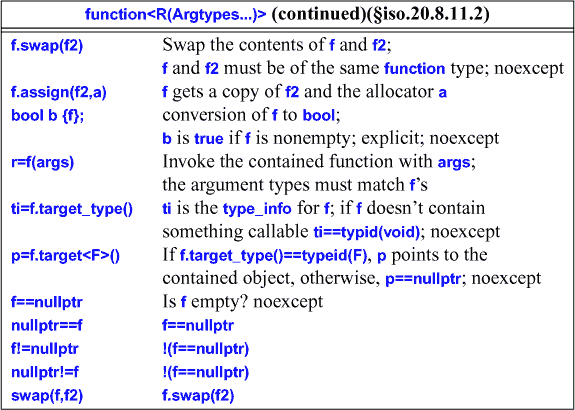 function<R(Argtypes...)> (continued)(§iso.20.8.11.2)
f.swap(f2) Swap the contents of f and f2;
f and f2 must be of the same function type; noexcept
f.assign(f2,a) f gets a copy of f2 and the allocator a
bool b {f}; conversion of f to bool;
b is true if f is nonempty; explicit; noexcept
r=f(args) Invoke the contained function with args;
the argument types must match f’s
ti=f.target_type() ti is the type_info for f; if f doesn’t contain
something callable ti==typid(void); noexcept
p=f.target<F>() If f.target_type()==typeid(F), p points to the
contained object, otherwise, p==nullptr; noexcept
f==nullptr Is f empty? noexcept
nullptr==f f==nullptr
f!=nullptr !(f==nullptr)
nullptr!=f !(f==nullptr)
swap(f,f2) f.swap(f2)